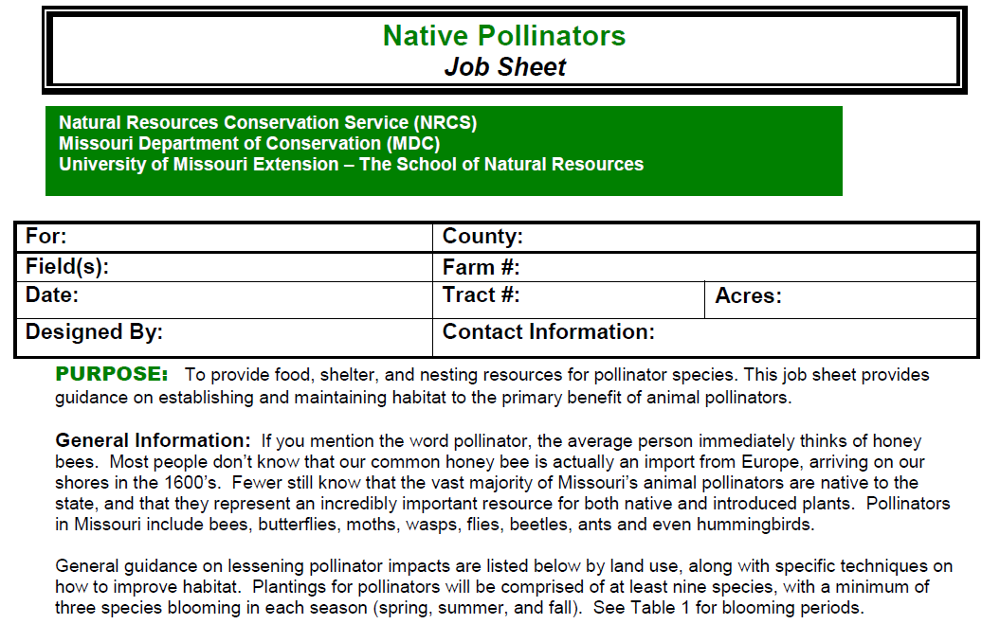 Native Pollinators
Job Sheet
Natural Resources Conservation Service (NRCS)
Missouri Department of Conservation (MDC)
University of Missouri Extension – The School of Natural Resources
For: County:
Field(s): Farm #:
Date: Tract #: Acres:
Designed By: Contact Information:
PURPOSE: To provide food, shelter, and nesting resources for pollinator species. This job sheet provides
guidance on establishing and maintaining habitat to the primary benefit of animal pollinators.
General Information: If you mention the word pollinator, the average person immediately thinks of honey
bees. Most people don’t know that our common honey bee is actually an import from Europe, arriving on our
shores in the 1600’s. Fewer still know that the vast majority of Missouri’s animal pollinators are native to the
state, and that they represent an incredibly important resource for both native and introduced plants. Pollinators
in Missouri include bees, butterflies, moths, wasps, flies, beetles, ants and even hummingbirds.
General guidance on lessening pollinator impacts are listed below by land use, along with specific techniques on
how to improve habitat. Plantings for pollinators will be comprised of at least nine species, with a minimum of
three species blooming in each season (spring, summer, and fall). See Table 1 for blooming periods.